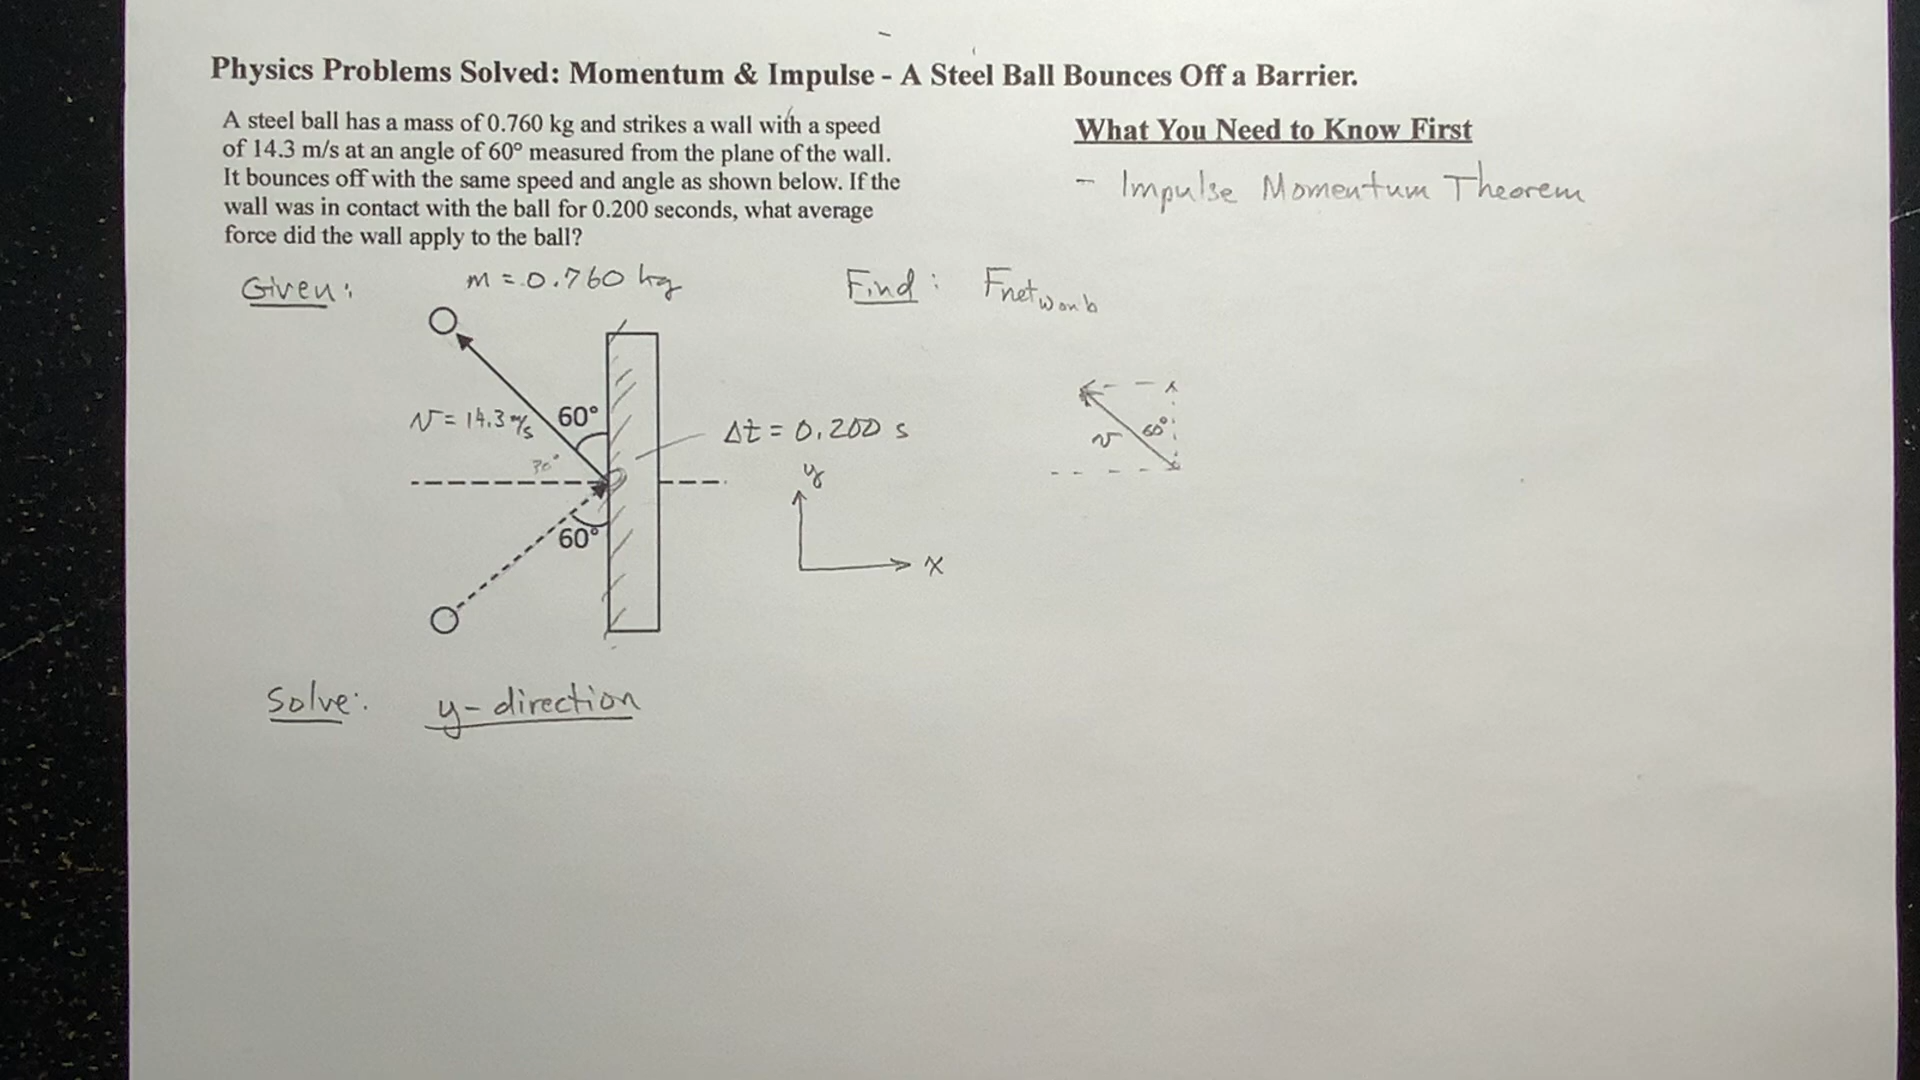 Physics Problems Solved: Momentum & Impulse - A Steel Ball Bounces Off a Barrier.
A steel ball has a mass of 0.760 kg and strikes a wall with a speed
of 14.3 m/s at an angle of 60° measured from the plane of the wall.
It bounces off with the same speed and angle as shown below. If the
wall was in contact with the ball for 0.200 seconds, what average
force did the wall apply to the ball?
What You Need to Know First
- Impulse Momentum Theorem
Given:
m = 0.760 kg
Find: Fnet w on b
v = 14.3 m/s
60°
30°
Δt = 0.200 s
60°
y
x
v
60°
Solve: y-direction